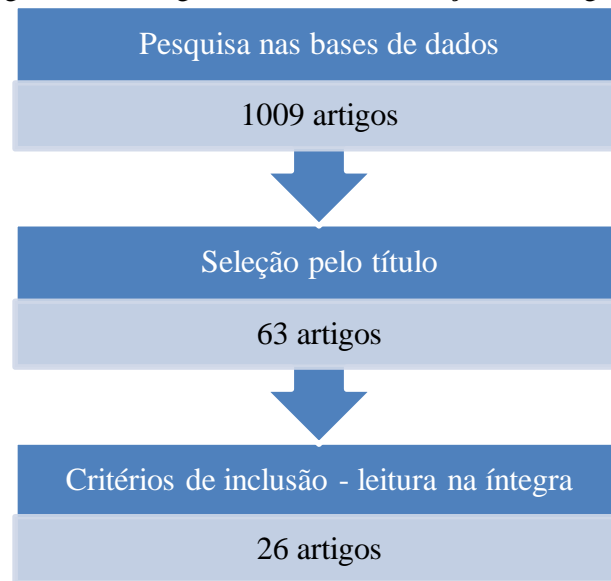 Pesquisa nas bases de dados
1009 artigos
Seleção pelo título
63 artigos
Critérios de inclusão - leitura na íntegra
26 artigos